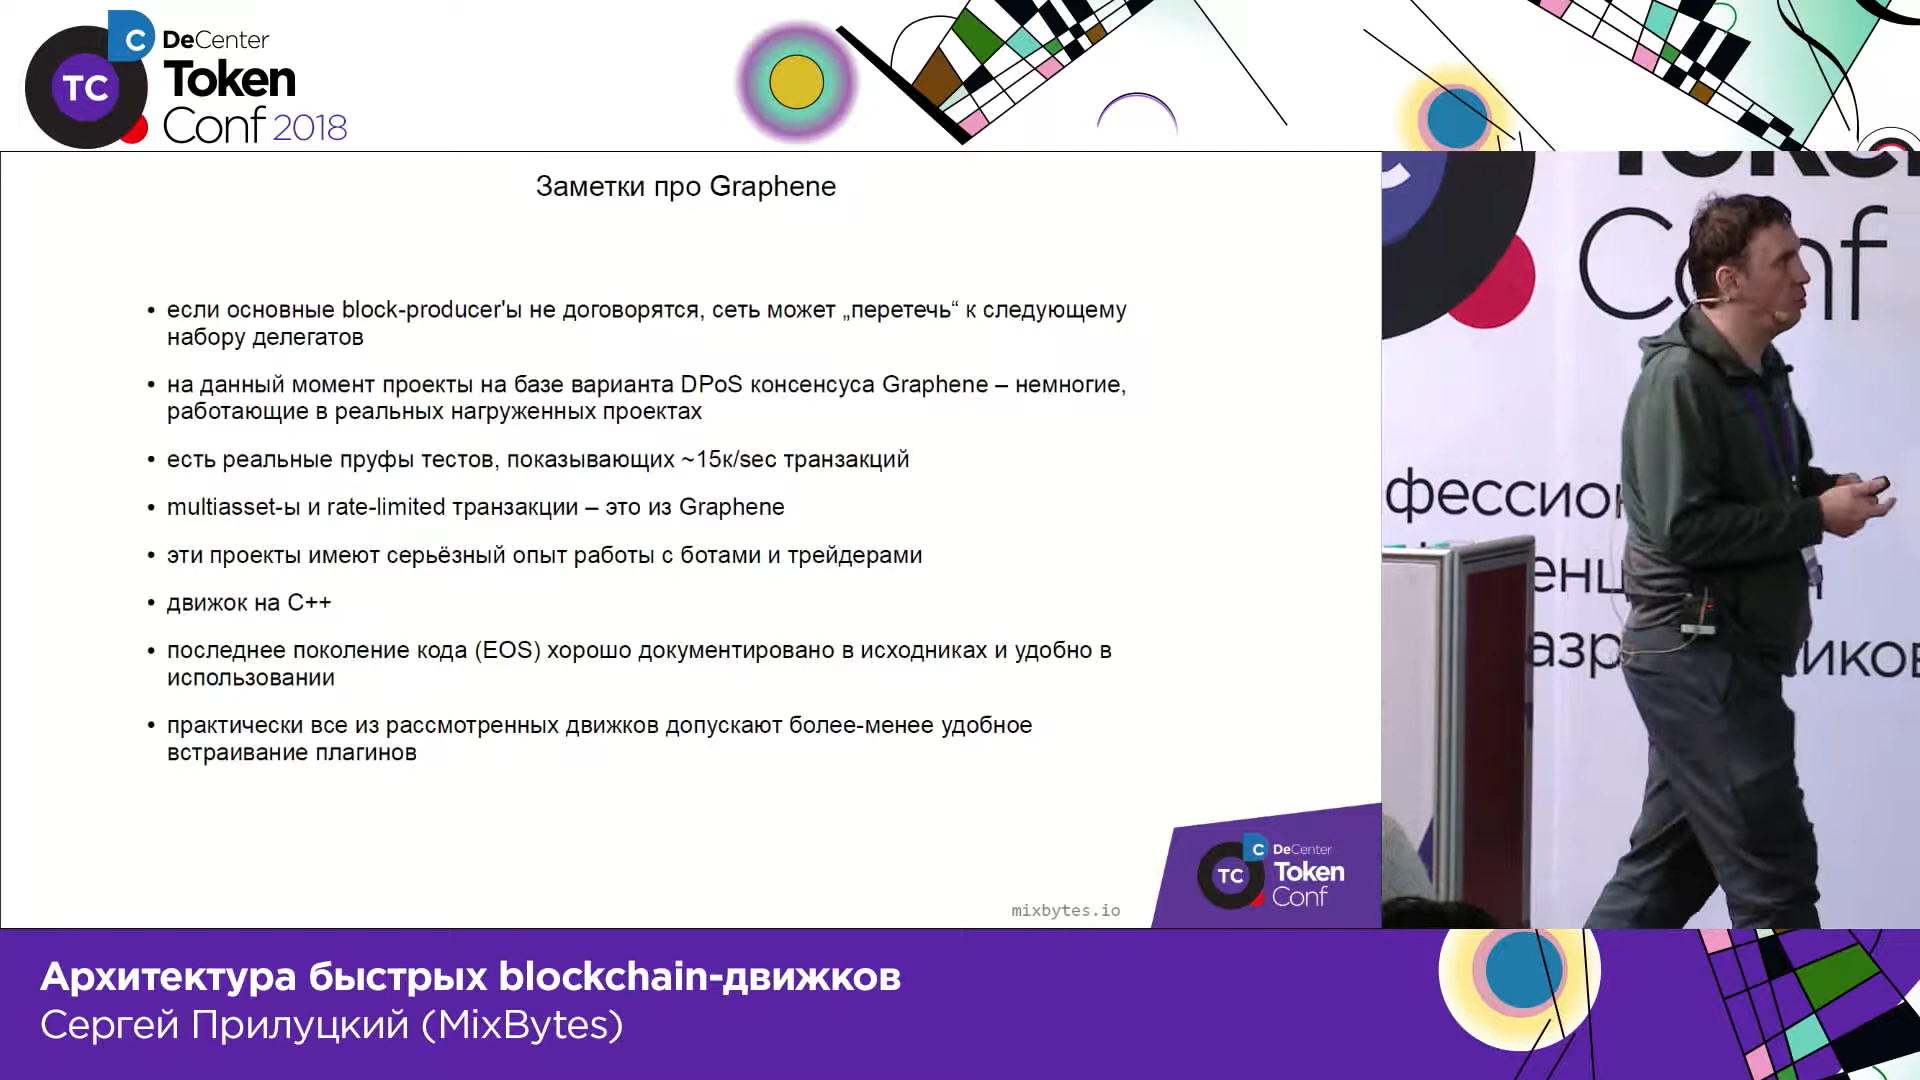 DeCenter
Token
Conf 2018
C
TC
Заметки про Graphene
• если основные block-producer'ы не договорятся, сеть может „перетечь“ к следующему
набору делегатов
• на данный момент проекты на базе варианта DPoS консенсуса Graphene – немногие,
работающие в реальных нагруженных проектах
• есть реальные пруфы тестов, показывающих ~15к/sec транзакций
• multiasset-ы и rate-limited транзакции – это из Graphene
• эти проекты имеют серьёзный опыт работы с ботами и трейдерами
• движок на C++
• последнее поколение кода (EOS) хорошо документировано в исходниках и удобно в
использовании
• практически все из рассмотренных движков допускают более-менее удобное
встраивание плагинов
mixbytes.io
C
TC
DeCenter
Token
Conf
Архитектура быстрых blockchain-движков
Сергей Прилуцкий (MixBytes)